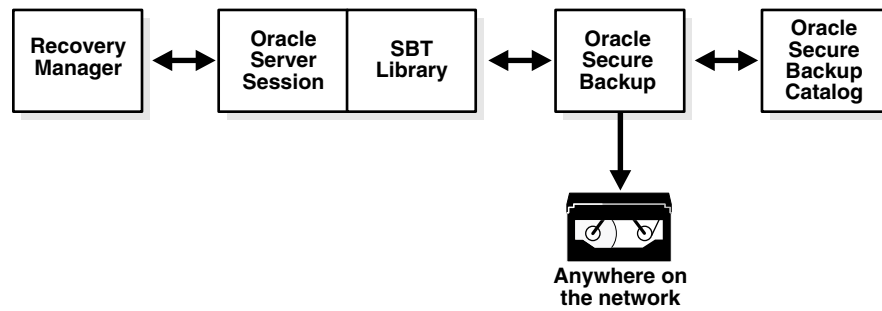 Recovery
Manager
Oracle
Server
Session
SBT
Library
Oracle
Secure
Backup
Oracle
Secure
Backup
Catalog
Anywhere on
the network